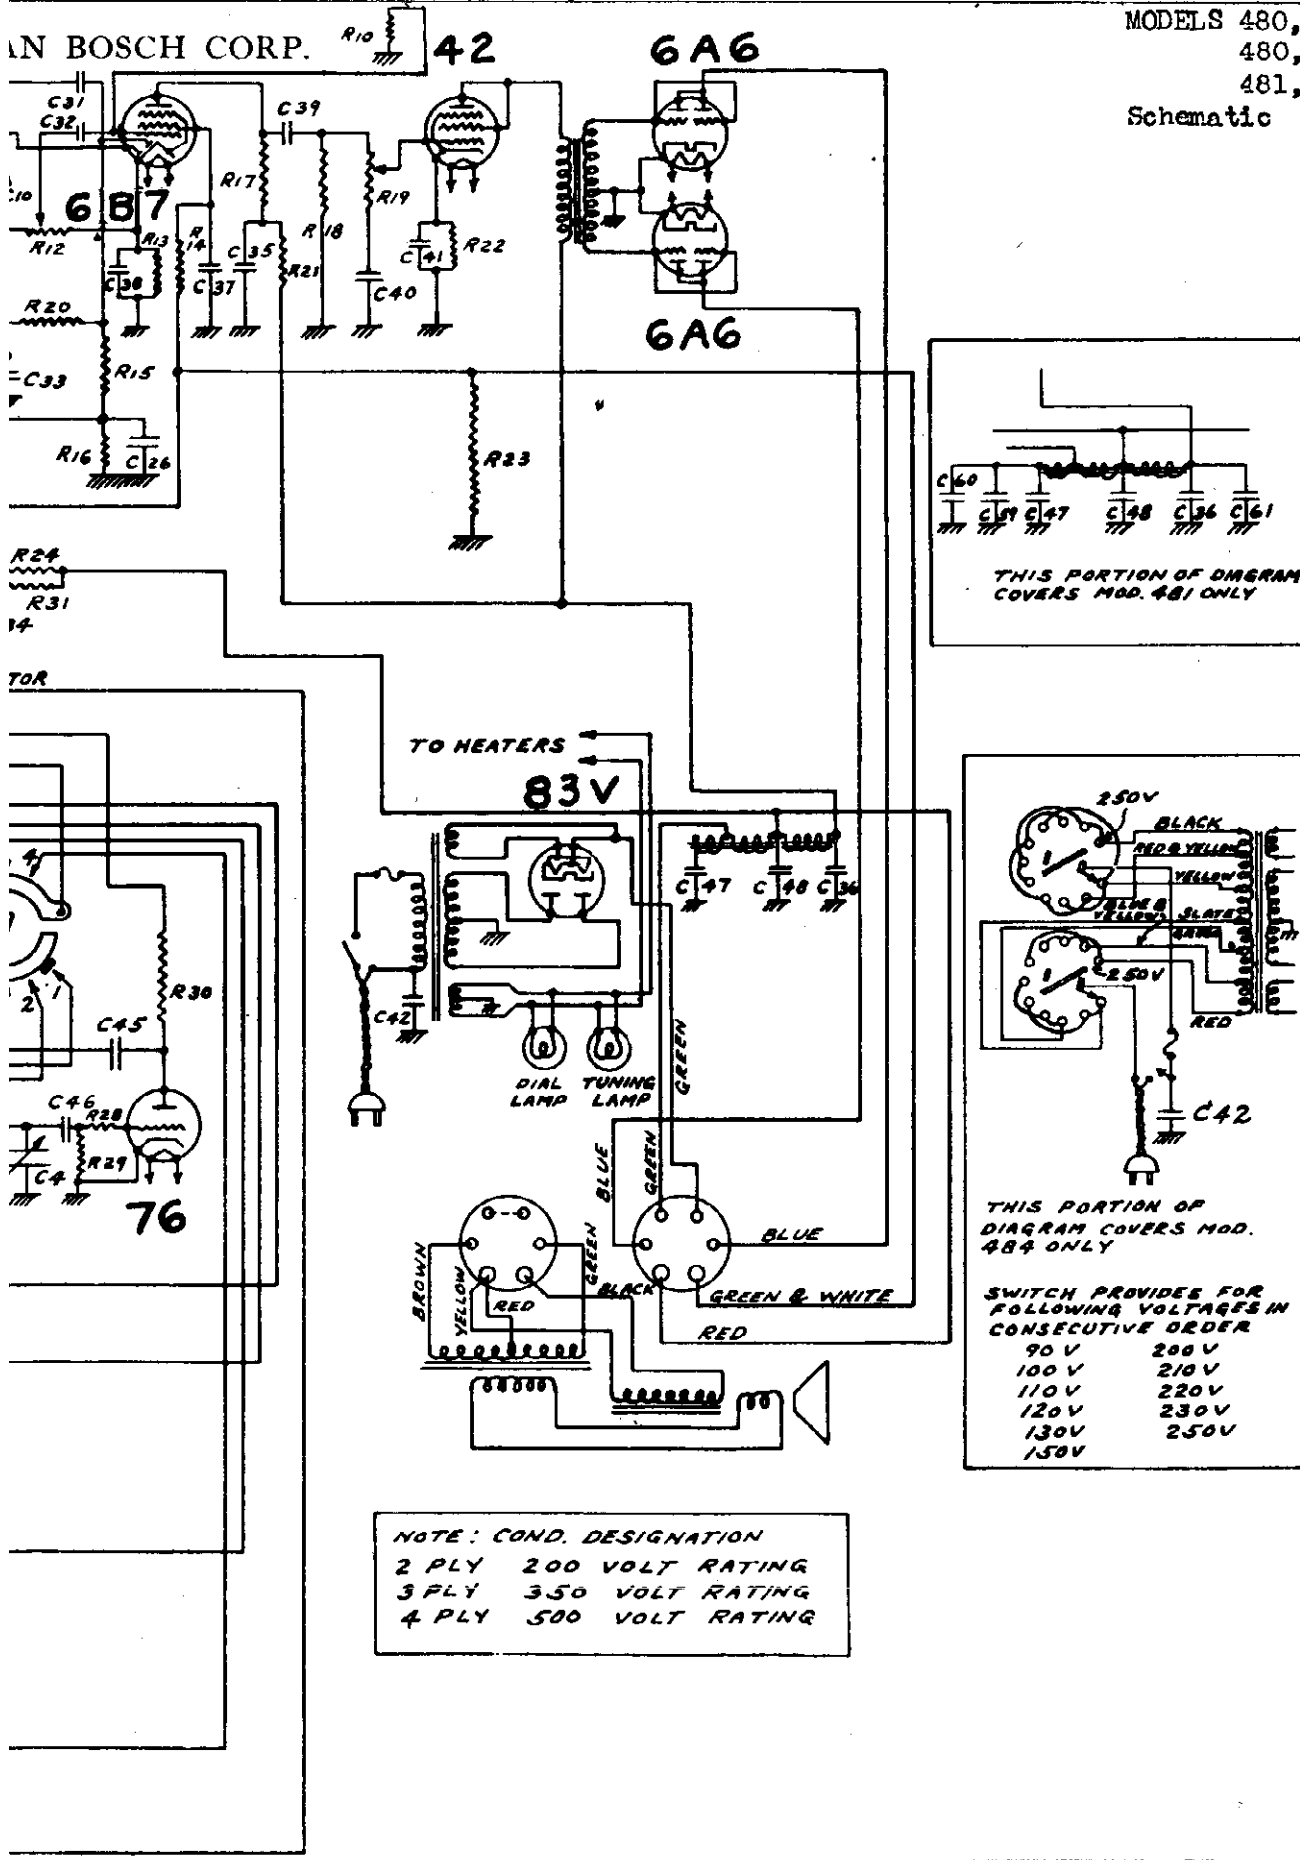 AN BOSCH CORP.
R10
42
6A6
MODELS 480,
480,
481,
Schematic
C31
C32
C39
R17
R19
6B7
R12
R13
R14
C35
R18
C41
R22
C38
C37
R21
C40
6A6
R20
C33
R15
R16
C26
R23
C60
C59
C47
C48
C36
C61
THIS PORTION OF DIAGRAM
COVERS MOD. 481 ONLY
R24
R31
34
TOR
TO HEATERS
83V
C47
C48
C36
4
2
1
R30
C45
C42
DIAL
LAMP
TUNING
LAMP
GREEN
C46
R28
R29
C4
76
250V
BLACK
RED & YELLOW
YELLOW
BLUE &
YELLOW
SLATE
GREEN
250V
RED
C42
THIS PORTION OF
DIAGRAM COVERS MOD.
484 ONLY
BLUE
GREEN
BLUE
BROWN
YELLOW
RED
GREEN
BLACK
GREEN & WHITE
RED
SWITCH PROVIDES FOR
FOLLOWING VOLTAGES IN
CONSECUTIVE ORDER
90 V 200 V
100 V 210 V
110 V 220 V
120 V 230 V
130 V 250 V
150 V
NOTE: COND. DESIGNATION
2 PLY 200 VOLT RATING
3 PLY 350 VOLT RATING
4 PLY 500 VOLT RATING